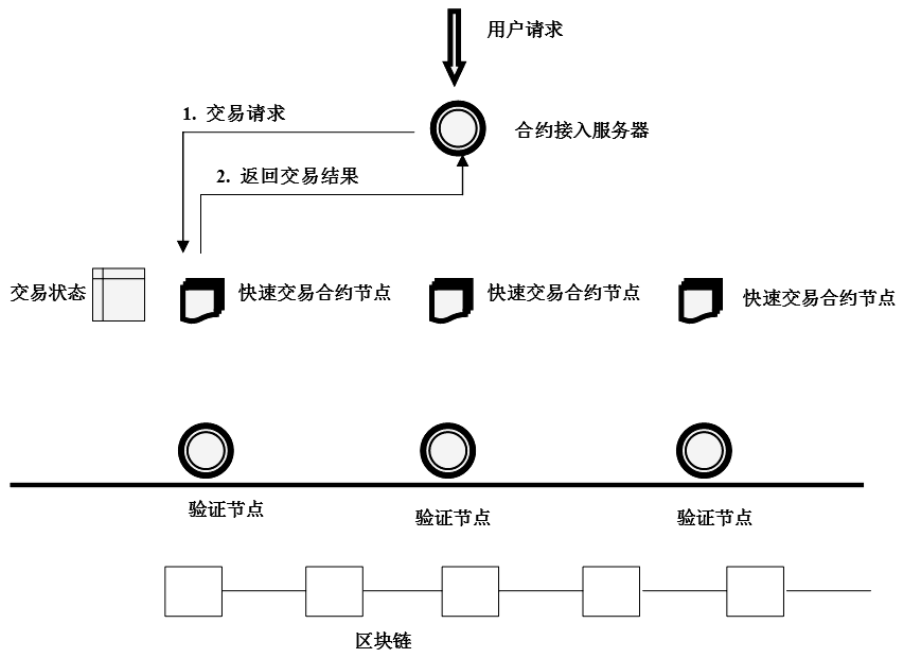 用户请求
1. 交易请求
合约接入服务器
2. 返回交易结果
交易状态
快速交易合约节点
快速交易合约节点
快速交易合约节点
验证节点
验证节点
验证节点
区块链